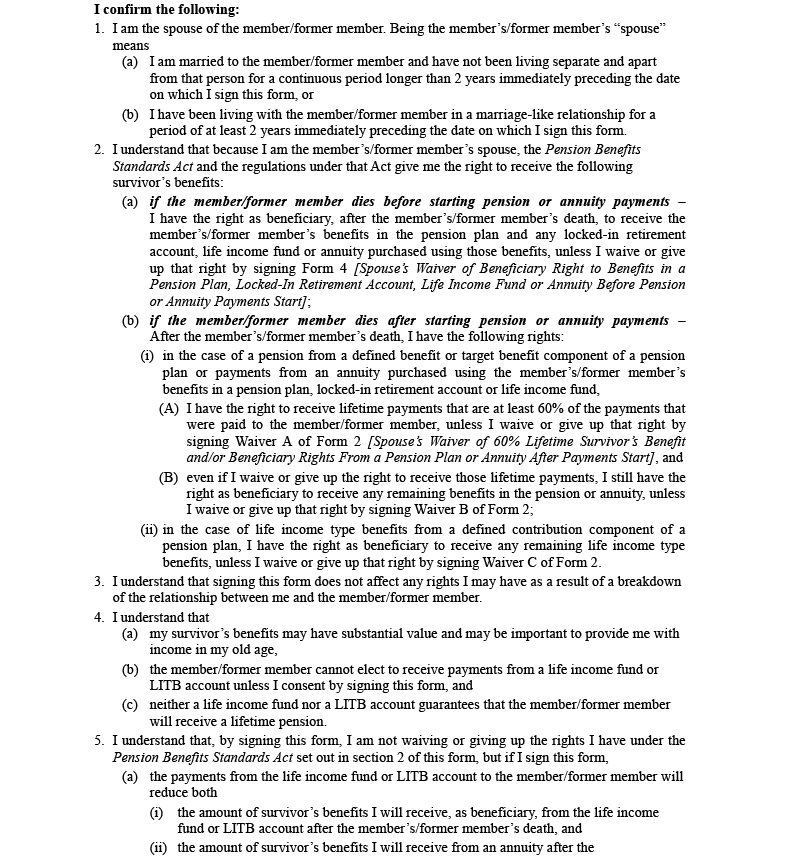 I confirm the following:
1. I am the spouse of the member/former member. Being the member's/former member's “spouse”
means
(a) I am married to the member/former member and have not been living separate and apart
from that person for a continuous period longer than 2 years immediately preceding the date
on which I sign this form, or
(b) I have been living with the member/former member in a marriage-like relationship for a
period of at least 2 years immediately preceding the date on which I sign this form.
2. I understand that because I am the member's/former member's spouse, the Pension Benefits
Standards Act and the regulations under that Act give me the right to receive the following
survivor's benefits:
(a) if the member/former member dies before starting pension or annuity payments –
I have the right as beneficiary, after the member's/former member's death, to receive the
member's/former member's benefits in the pension plan and any locked-in retirement
account, life income fund or annuity purchased using those benefits, unless I waive or give
up that right by signing Form 4 [Spouse's Waiver of Beneficiary Right to Benefits in a
Pension Plan, Locked-In Retirement Account, Life Income Fund or Annuity Before Pension
or Annuity Payments Start];
(b) if the member/former member dies after starting pension or annuity payments –
After the member's/former member's death, I have the following rights:
(i) in the case of a pension from a defined benefit or target benefit component of a pension
plan or payments from an annuity purchased using the member's/former member's
benefits in a pension plan, locked-in retirement account or life income fund,
(A) I have the right to receive lifetime payments that are at least 60% of the payments that
were paid to the member/former member, unless I waive or give up that right by
signing Waiver A of Form 2 [Spouse's Waiver of 60% Lifetime Survivor's Benefit
and/or Beneficiary Rights From a Pension Plan or Annuity After Payments Start], and
(B) even if I waive or give up the right to receive those lifetime payments, I still have the
right as beneficiary to receive any remaining benefits in the pension or annuity, unless
I waive or give up that right by signing Waiver B of Form 2;
(ii) in the case of life income type benefits from a defined contribution component of a
pension plan, I have the right as beneficiary to receive any remaining life income type
benefits, unless I waive or give up that right by signing Waiver C of Form 2.
3. I understand that signing this form does not affect any rights I may have as a result of a breakdown
of the relationship between me and the member/former member.
4. I understand that
(a) my survivor's benefits may have substantial value and may be important to provide me with
income in my old age,
(b) the member/former member cannot elect to receive payments from a life income fund or
LITB account unless I consent by signing this form, and
(c) neither a life income fund nor a LITB account guarantees that the member/former member
will receive a lifetime pension.
5. I understand that, by signing this form, I am not waiving or giving up the rights I have under the
Pension Benefits Standards Act set out in section 2 of this form, but if I sign this form,
(a) the payments from the life income fund or LITB account to the member/former member will
reduce both
(i) the amount of survivor's benefits I will receive, as beneficiary, from the life income
fund or LITB account after the member's/former member's death, and
(ii) the amount of survivor's benefits I will receive from an annuity after the